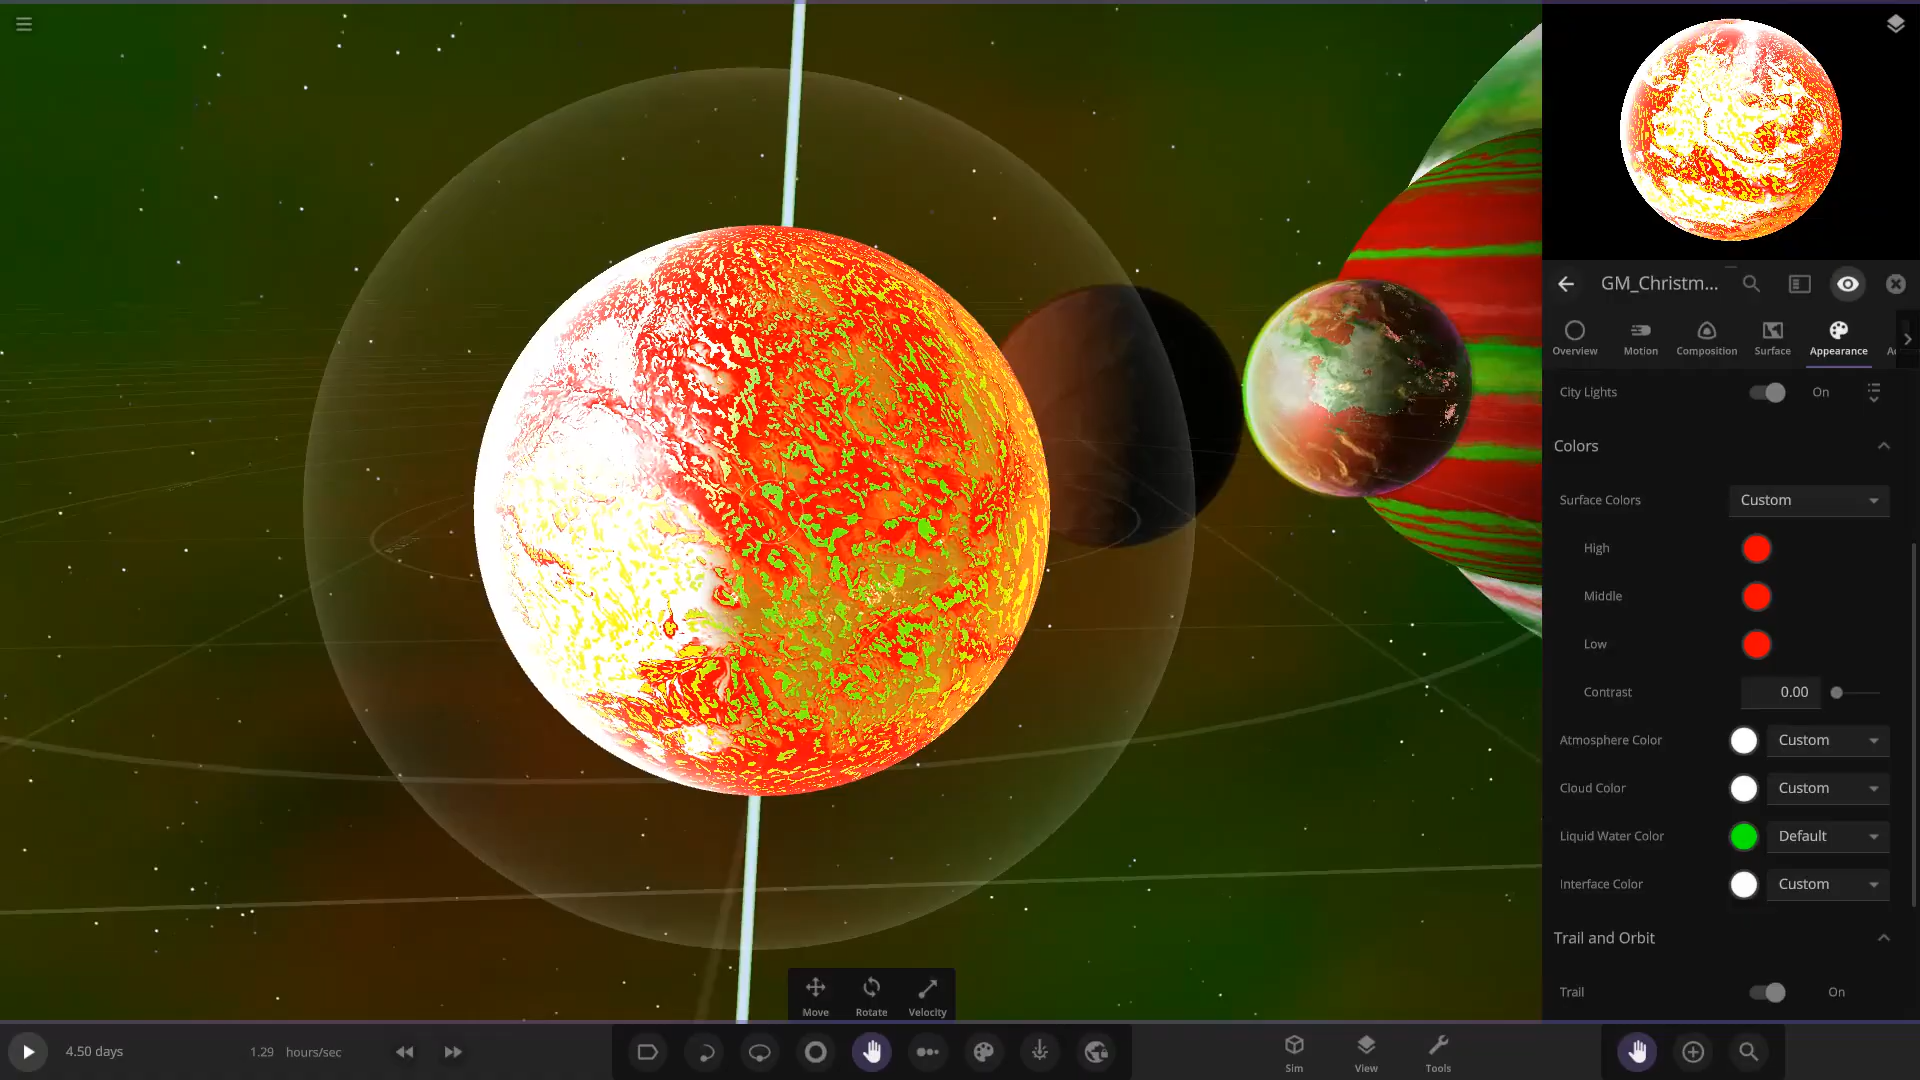 GM_Christm...
Overview
Motion
Composition
Surface
Appearance
City Lights
On
Colors
Surface Colors
Custom
High
Middle
Low
Contrast
0.00
Atmosphere Color
Custom
Cloud Color
Custom
Liquid Water Color
Default
Interface Color
Custom
Trail and Orbit
Trail
On
Move
Rotate
Velocity
4.50 days
1.29 hours/sec
Sim
View
Tools